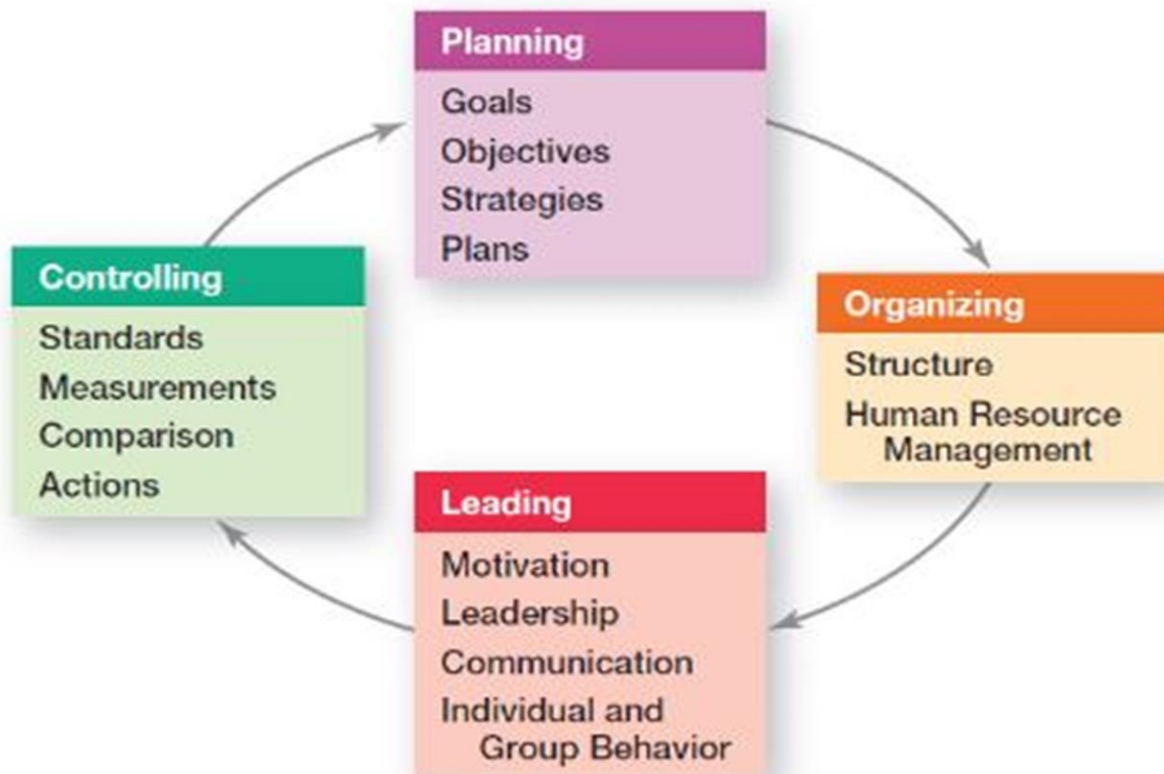 Planning
Goals
Objectives
Strategies
Plans
Organizing
Structure
Human Resource
Management
Leading
Motivation
Leadership
Communication
Individual and
Group Behavior
Controlling
Standards
Measurements
Comparison
Actions